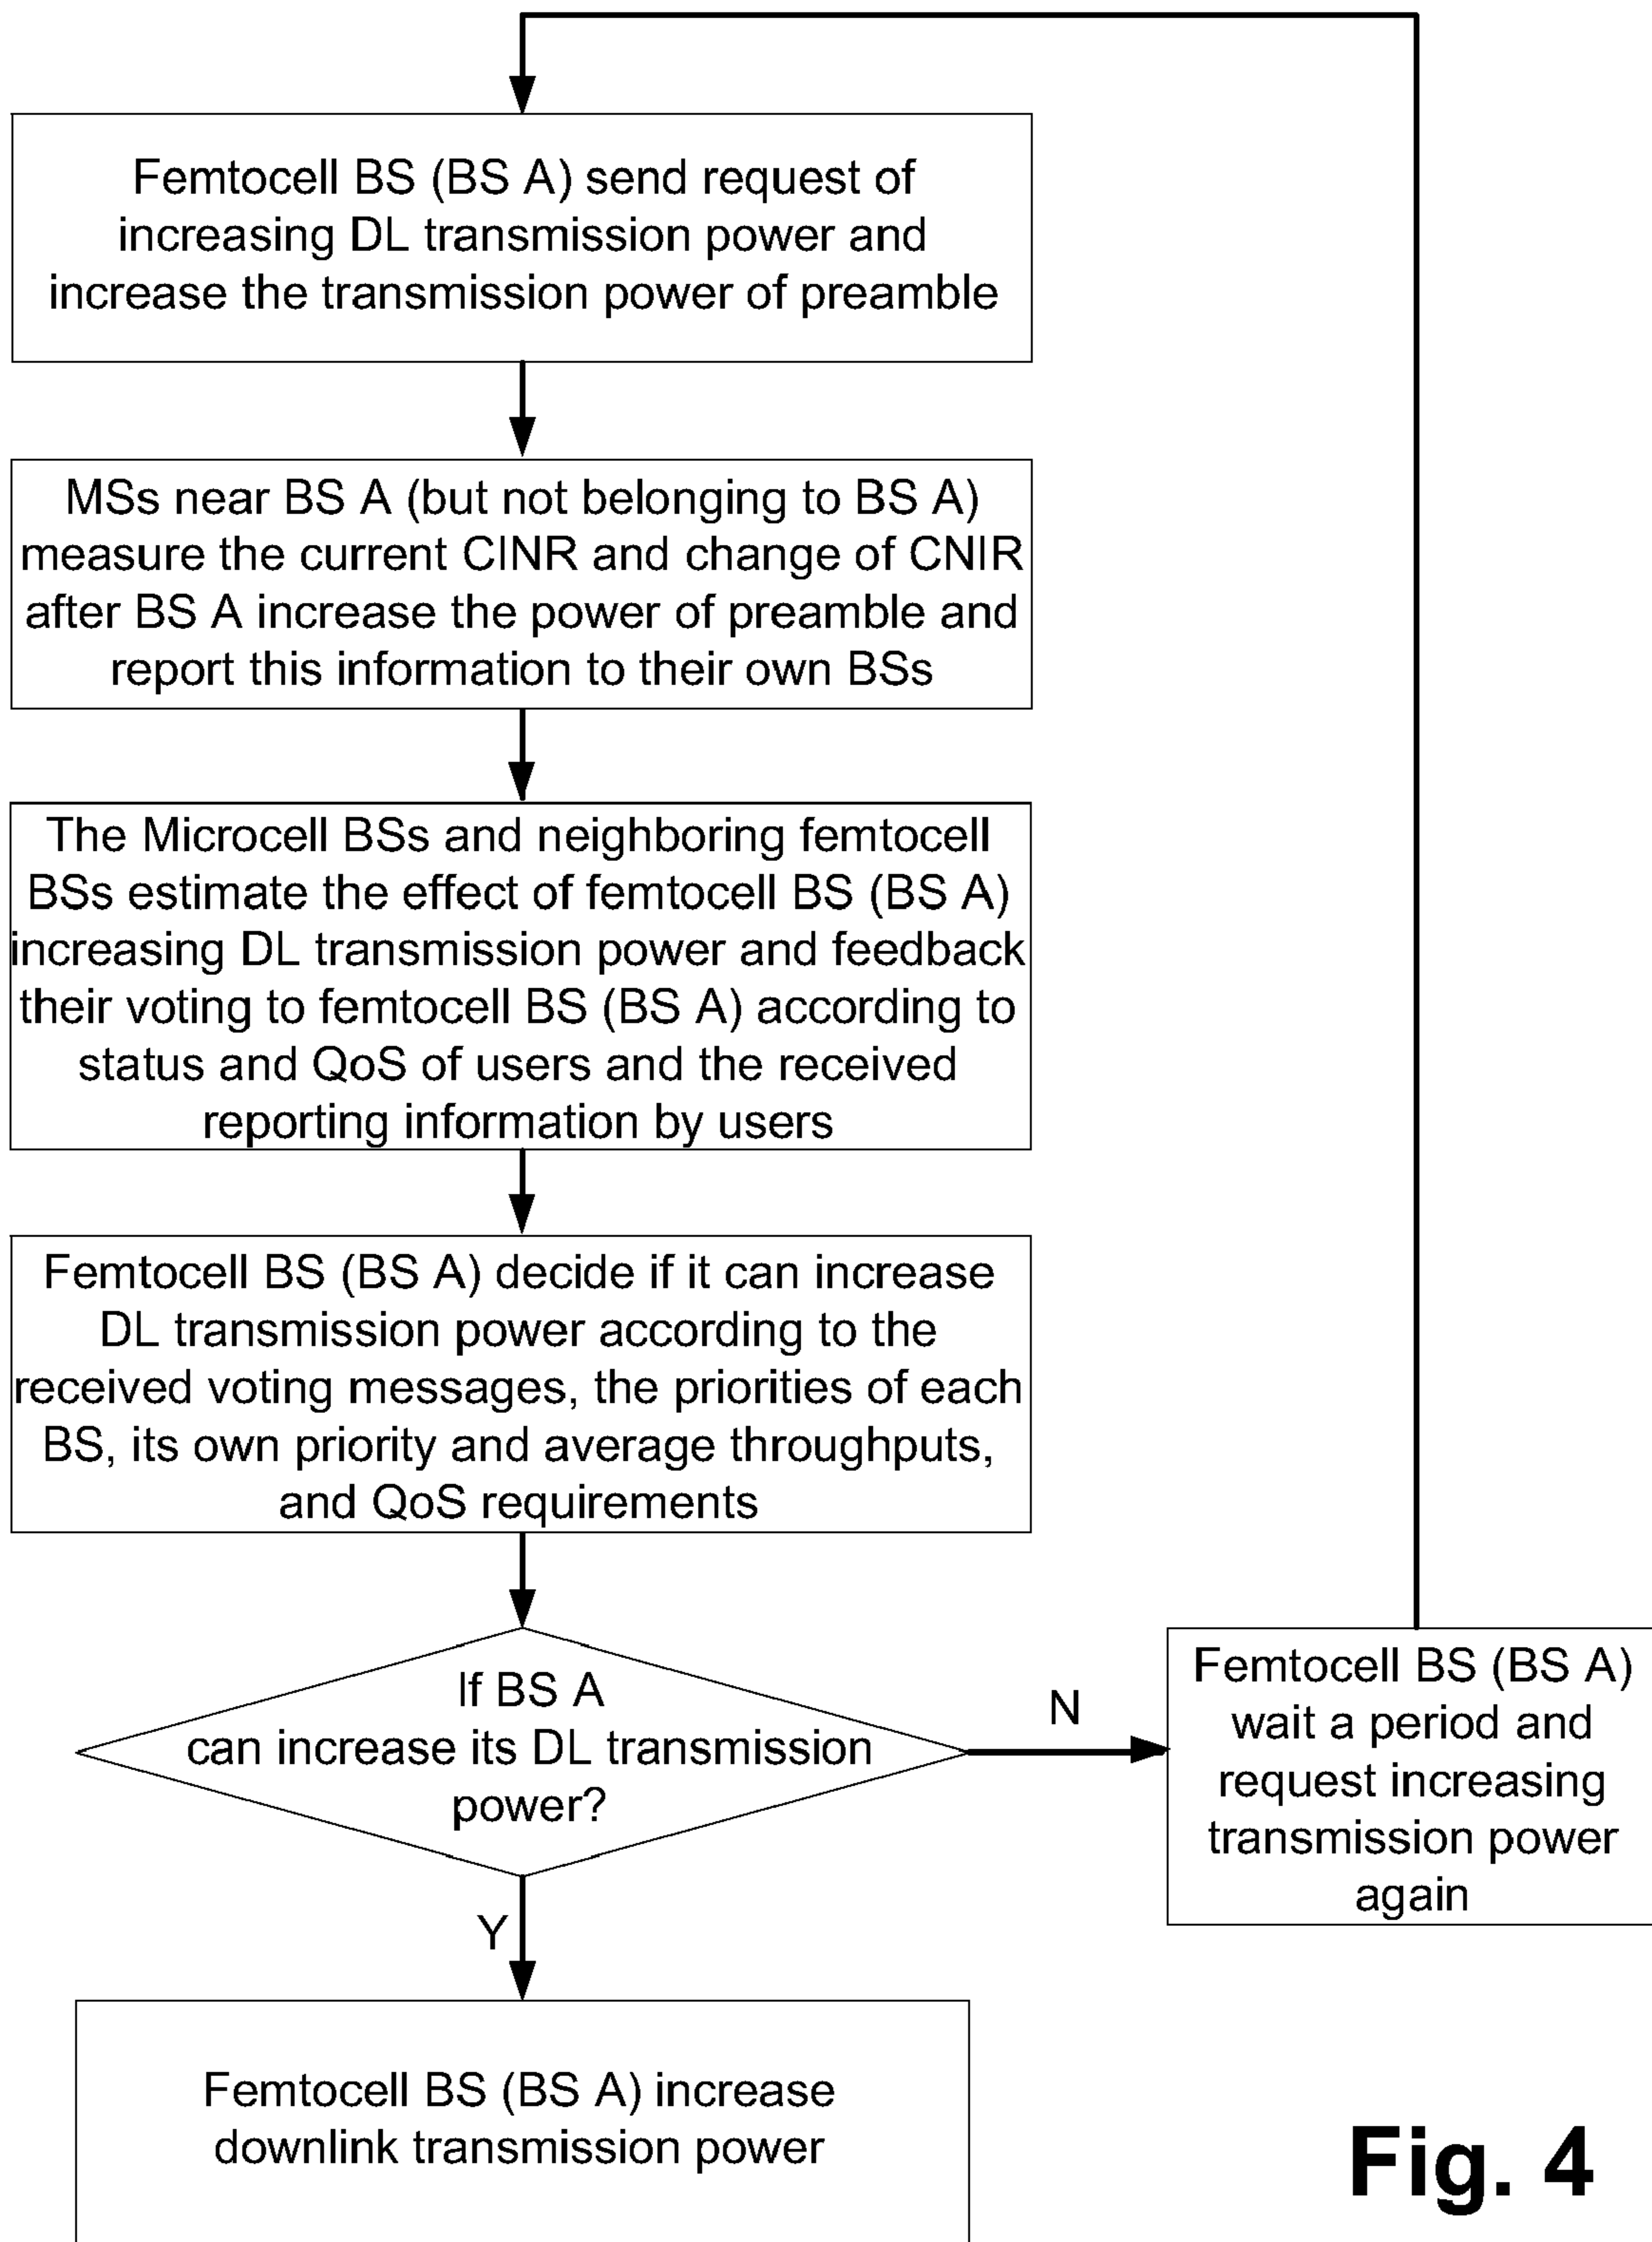 Femtocell BS (BS A) send request of
increasing DL transmission power and
increase the transmission power of preamble
MSs near BS A (but not belonging to BS A)
measure the current CINR and change of CNIR
after BS A increase the power of preamble and
report this information to their own BSs
The Microcell BSs and neighboring femtocell
BSs estimate the effect of femtocell BS (BS A)
increasing DL transmission power and feedback
their voting to femtocell BS (BS A) according to
status and QoS of users and the received
reporting information by users
Femtocell BS (BS A) decide if it can increase
DL transmission power according to the
received voting messages, the priorities of each
BS, its own priority and average throughputs,
and QoS requirements
If BS A
can increase its DL transmission
power?
N
Femtocell BS (BS A)
wait a period and
request increasing
transmission power
again
Y
Femtocell BS (BS A) increase
downlink transmission power
Fig. 4